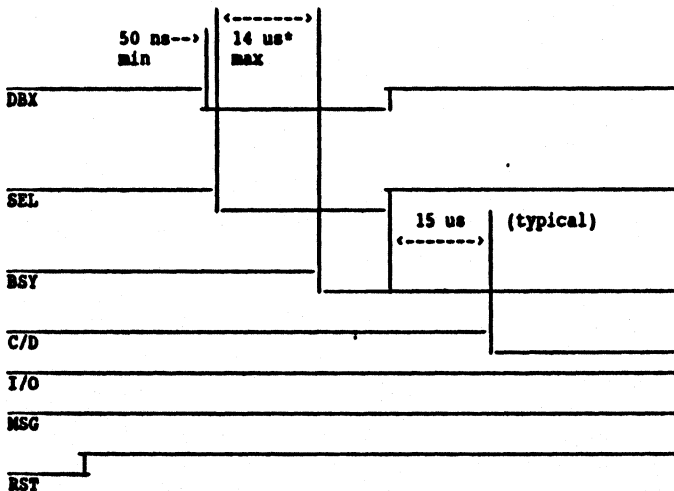 <------->
50 ns--> 14 us*
min max
DBX
SEL
15 us (typical)
<------->
BSY
C/D
I/O
MSG
RST